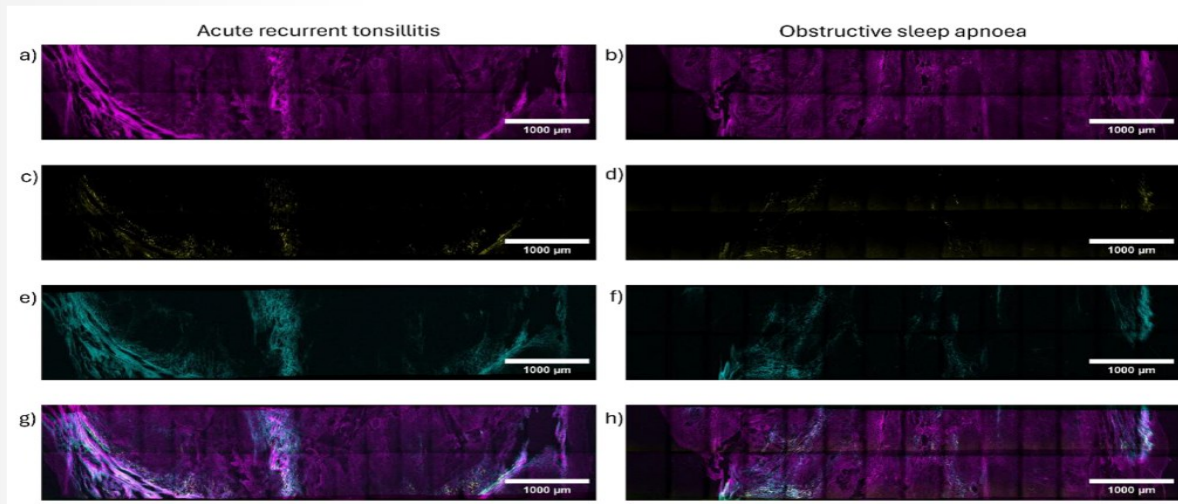 Acute recurrent tonsillitis
Obstructive sleep apnoea
a)
1000 µm
b)
1000 µm
c)
1000 µm
d)
1000 µm
e)
1000 µm
f)
1000 µm
g)
1000 µm
h)
1000 µm